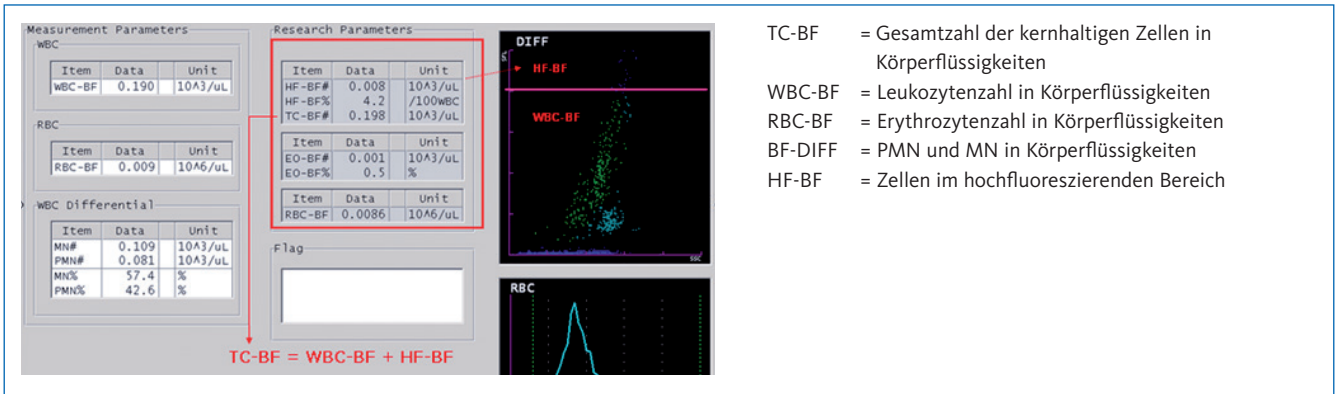 Measurement Parameters
WBC
Item Data Unit
WBC-BF 0.190 10^3/uL
RBC
Item Data Unit
RBC-BF 0.009 10^6/uL
WBC Differential
Item Data Unit
MN# 0.109 10^3/uL
PMN# 0.081 10^3/uL
MN% 57.4 %
PMN% 42.6 %
Research Parameters
Item Data Unit
HF-BF# 0.008 10^3/uL
HF-BF% 4.2 /100WBC
TC-BF# 0.198 10^3/uL
Item Data Unit
EO-BF# 0.001 10^3/uL
EO-BF% 0.5 %
Item Data Unit
RBC-BF 0.0086 10^6/uL
Flag
TC-BF = WBC-BF + HF-BF
DIFF
HF-BF
WBC-BF
SSC
RBC
TC-BF = Gesamtzahl der kernhaltigen Zellen in
Körperflüssigkeiten
WBC-BF = Leukozytenzahl in Körperflüssigkeiten
RBC-BF = Erythrozytenzahl in Körperflüssigkeiten
BF-DIFF = PMN und MN in Körperflüssigkeiten
HF-BF = Zellen im hochfluoreszierenden Bereich